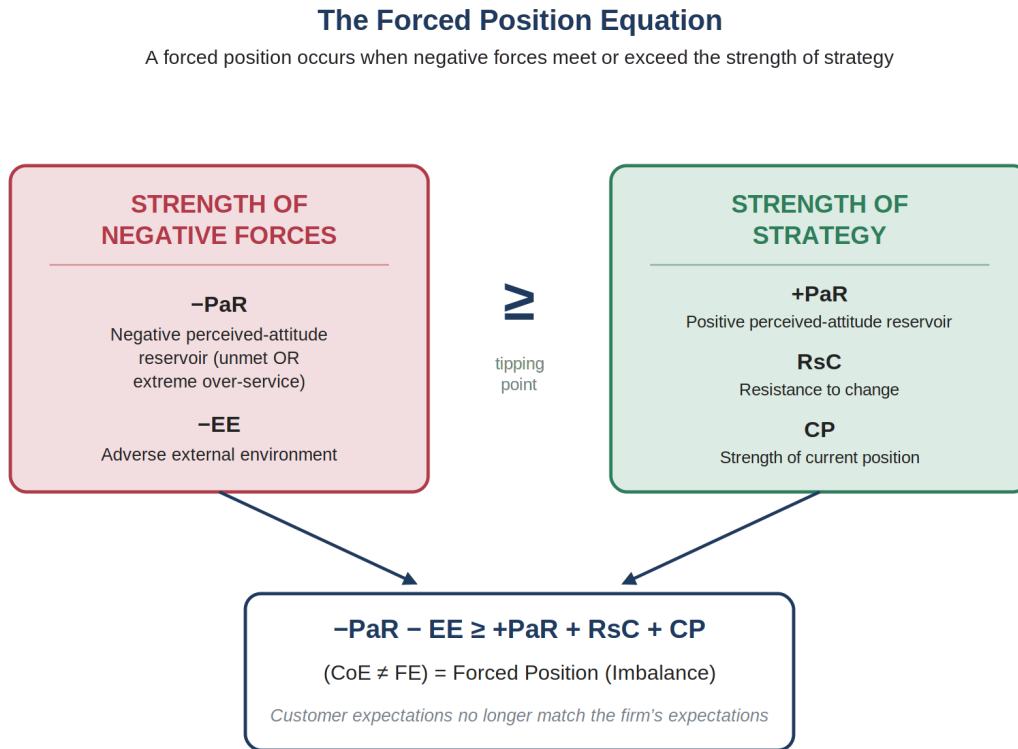 The Forced Position Equation
A forced position occurs when negative forces meet or exceed the strength of strategy
STRENGTH OF
NEGATIVE FORCES
−PaR
Negative perceived-attitude
reservoir (unmet OR
extreme over-service)
−EE
Adverse external environment
≥
tipping
point
STRENGTH OF
STRATEGY
+PaR
Positive perceived-attitude reservoir
RsC
Resistance to change
CP
Strength of current position
−PaR − EE ≥ +PaR + RsC + CP
(CoE ≠ FE) = Forced Position (Imbalance)
Customer expectations no longer match the firm’s expectations